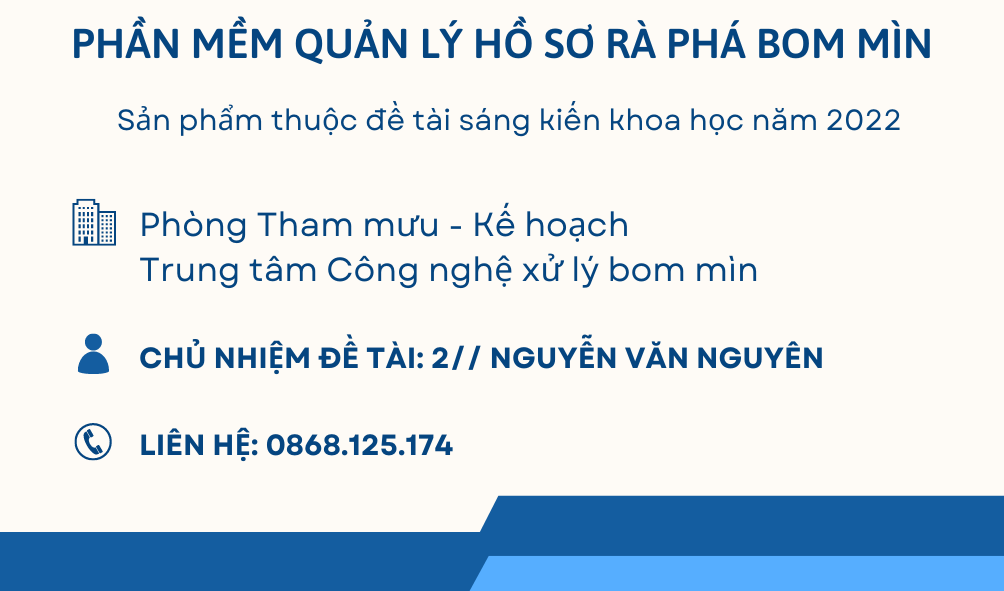 PHẦN MỀM QUẢN LÝ HỒ SƠ RÀ PHÁ BOM MÌN
Sản phẩm thuộc đề tài sáng kiến khoa học năm 2022
Phòng Tham mưu - Kế hoạch
Trung tâm Công nghệ xử lý bom mìn
CHỦ NHIỆM ĐỀ TÀI: 2// NGUYỄN VĂN NGUYÊN
LIÊN HỆ: 0868.125.174